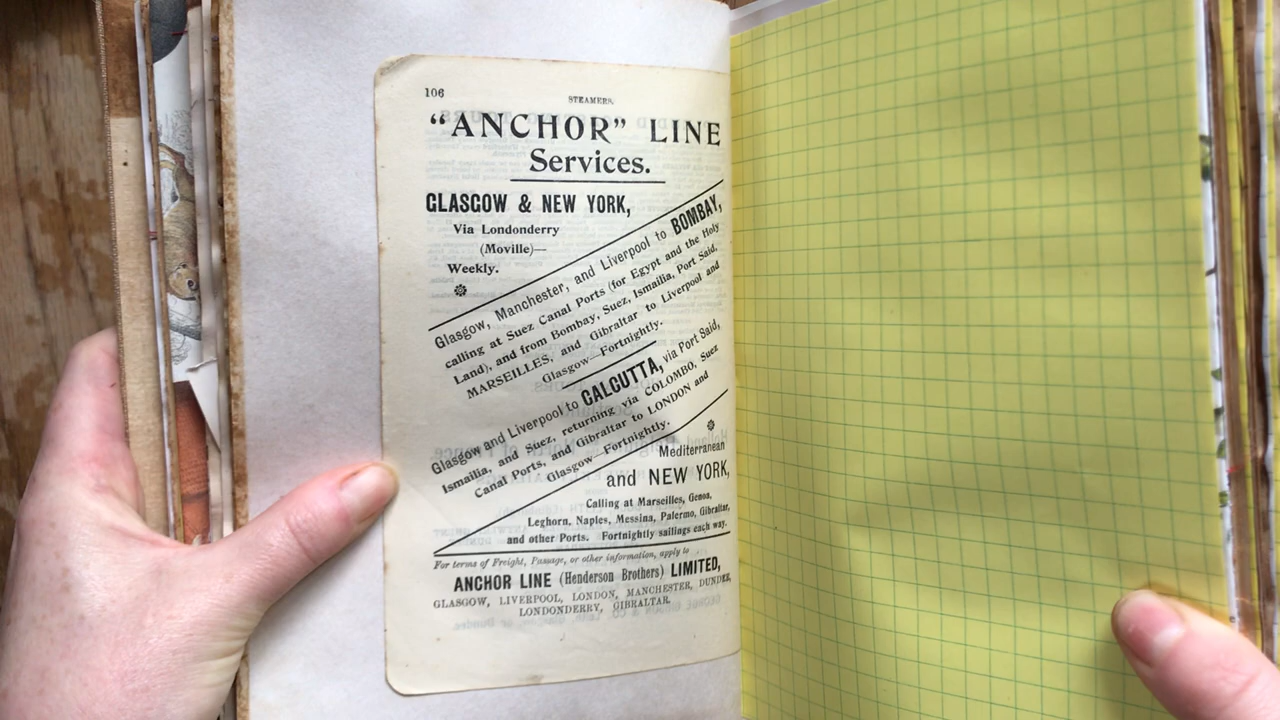 106
STEAMERS.
"ANCHOR" LINE
Services.
GLASGOW & NEW YORK,
Via Londonderry
(Moville)—
Weekly.
Glasgow, Manchester, and Liverpool to BOMBAY,
calling at Suez Canal Ports (for Egypt and the Holy
Land), and from Bombay, Suez, Ismailia, Port Said,
MARSEILLES, and Gibraltar to Liverpool and
Glasgow—Fortnightly.
Glasgow and Liverpool to CALCUTTA, via Port Said,
Ismailia, and Suez, returning via COLOMBO, Suez
Canal Ports, and Gibraltar to LONDON and
Glasgow—Fortnightly.
Mediterranean
and NEW YORK,
Calling at Marseilles, Genoa,
Leghorn, Naples, Messina, Palermo, Gibraltar,
and other Ports. Fortnightly sailings each way.
For terms of Freight, Passage, or other information, apply to
ANCHOR LINE (Henderson Brothers) LIMITED,
GLASGOW, LIVERPOOL, LONDON, MANCHESTER, DUNDEE,
LONDONDERRY, GIBRALTAR.